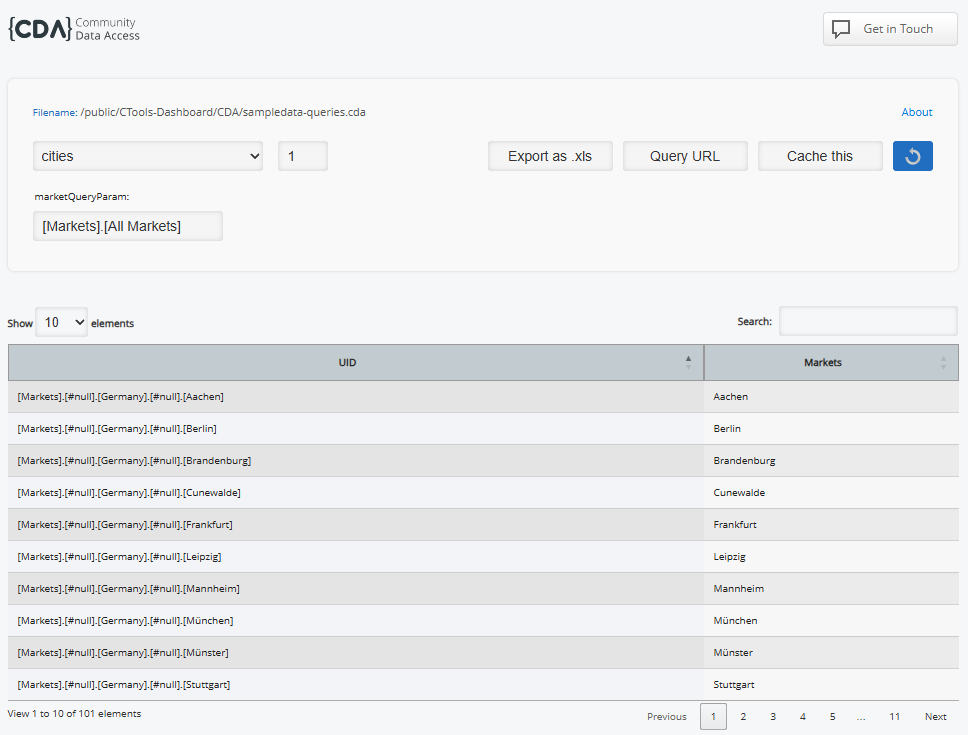 {CDA} Community
Data Access
Get in Touch
Filename: /public/CTools-Dashboard/CDA/sampledata-queries.cda
About
cities
1
Export as .xls
Query URL
Cache this
marketQueryParam:
[Markets].[All Markets]
Show 10 elements
Search:
UID Markets
[Markets].[#null].[Germany].[#null].[Aachen] Aachen
[Markets].[#null].[Germany].[#null].[Berlin] Berlin
[Markets].[#null].[Germany].[#null].[Brandenburg] Brandenburg
[Markets].[#null].[Germany].[#null].[Cunewalde] Cunewalde
[Markets].[#null].[Germany].[#null].[Frankfurt] Frankfurt
[Markets].[#null].[Germany].[#null].[Leipzig] Leipzig
[Markets].[#null].[Germany].[#null].[Mannheim] Mannheim
[Markets].[#null].[Germany].[#null].[München] München
[Markets].[#null].[Germany].[#null].[Münster] Münster
[Markets].[#null].[Germany].[#null].[Stuttgart] Stuttgart
View 1 to 10 of 101 elements
Previous 1 2 3 4 5 ... 11 Next